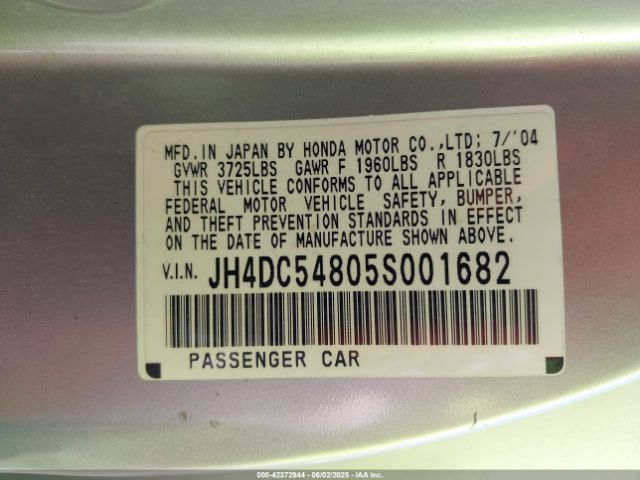 MFD. IN JAPAN BY HONDA MOTOR CO.,LTD; 7/'04
GVWR 3725LBS GAWR F 1960LBS R 1830LBS
THIS VEHICLE CONFORMS TO ALL APPLICABLE
FEDERAL MOTOR VEHICLE SAFETY, BUMPER,
AND THEFT PREVENTION STANDARDS IN EFFECT
ON THE DATE OF MANUFACTURE SHOWN ABOVE.
V.I.N. JH4DC54805S001682
PASSENGER CAR
000-42372944 | 06/02/2025 | IAAI.COM